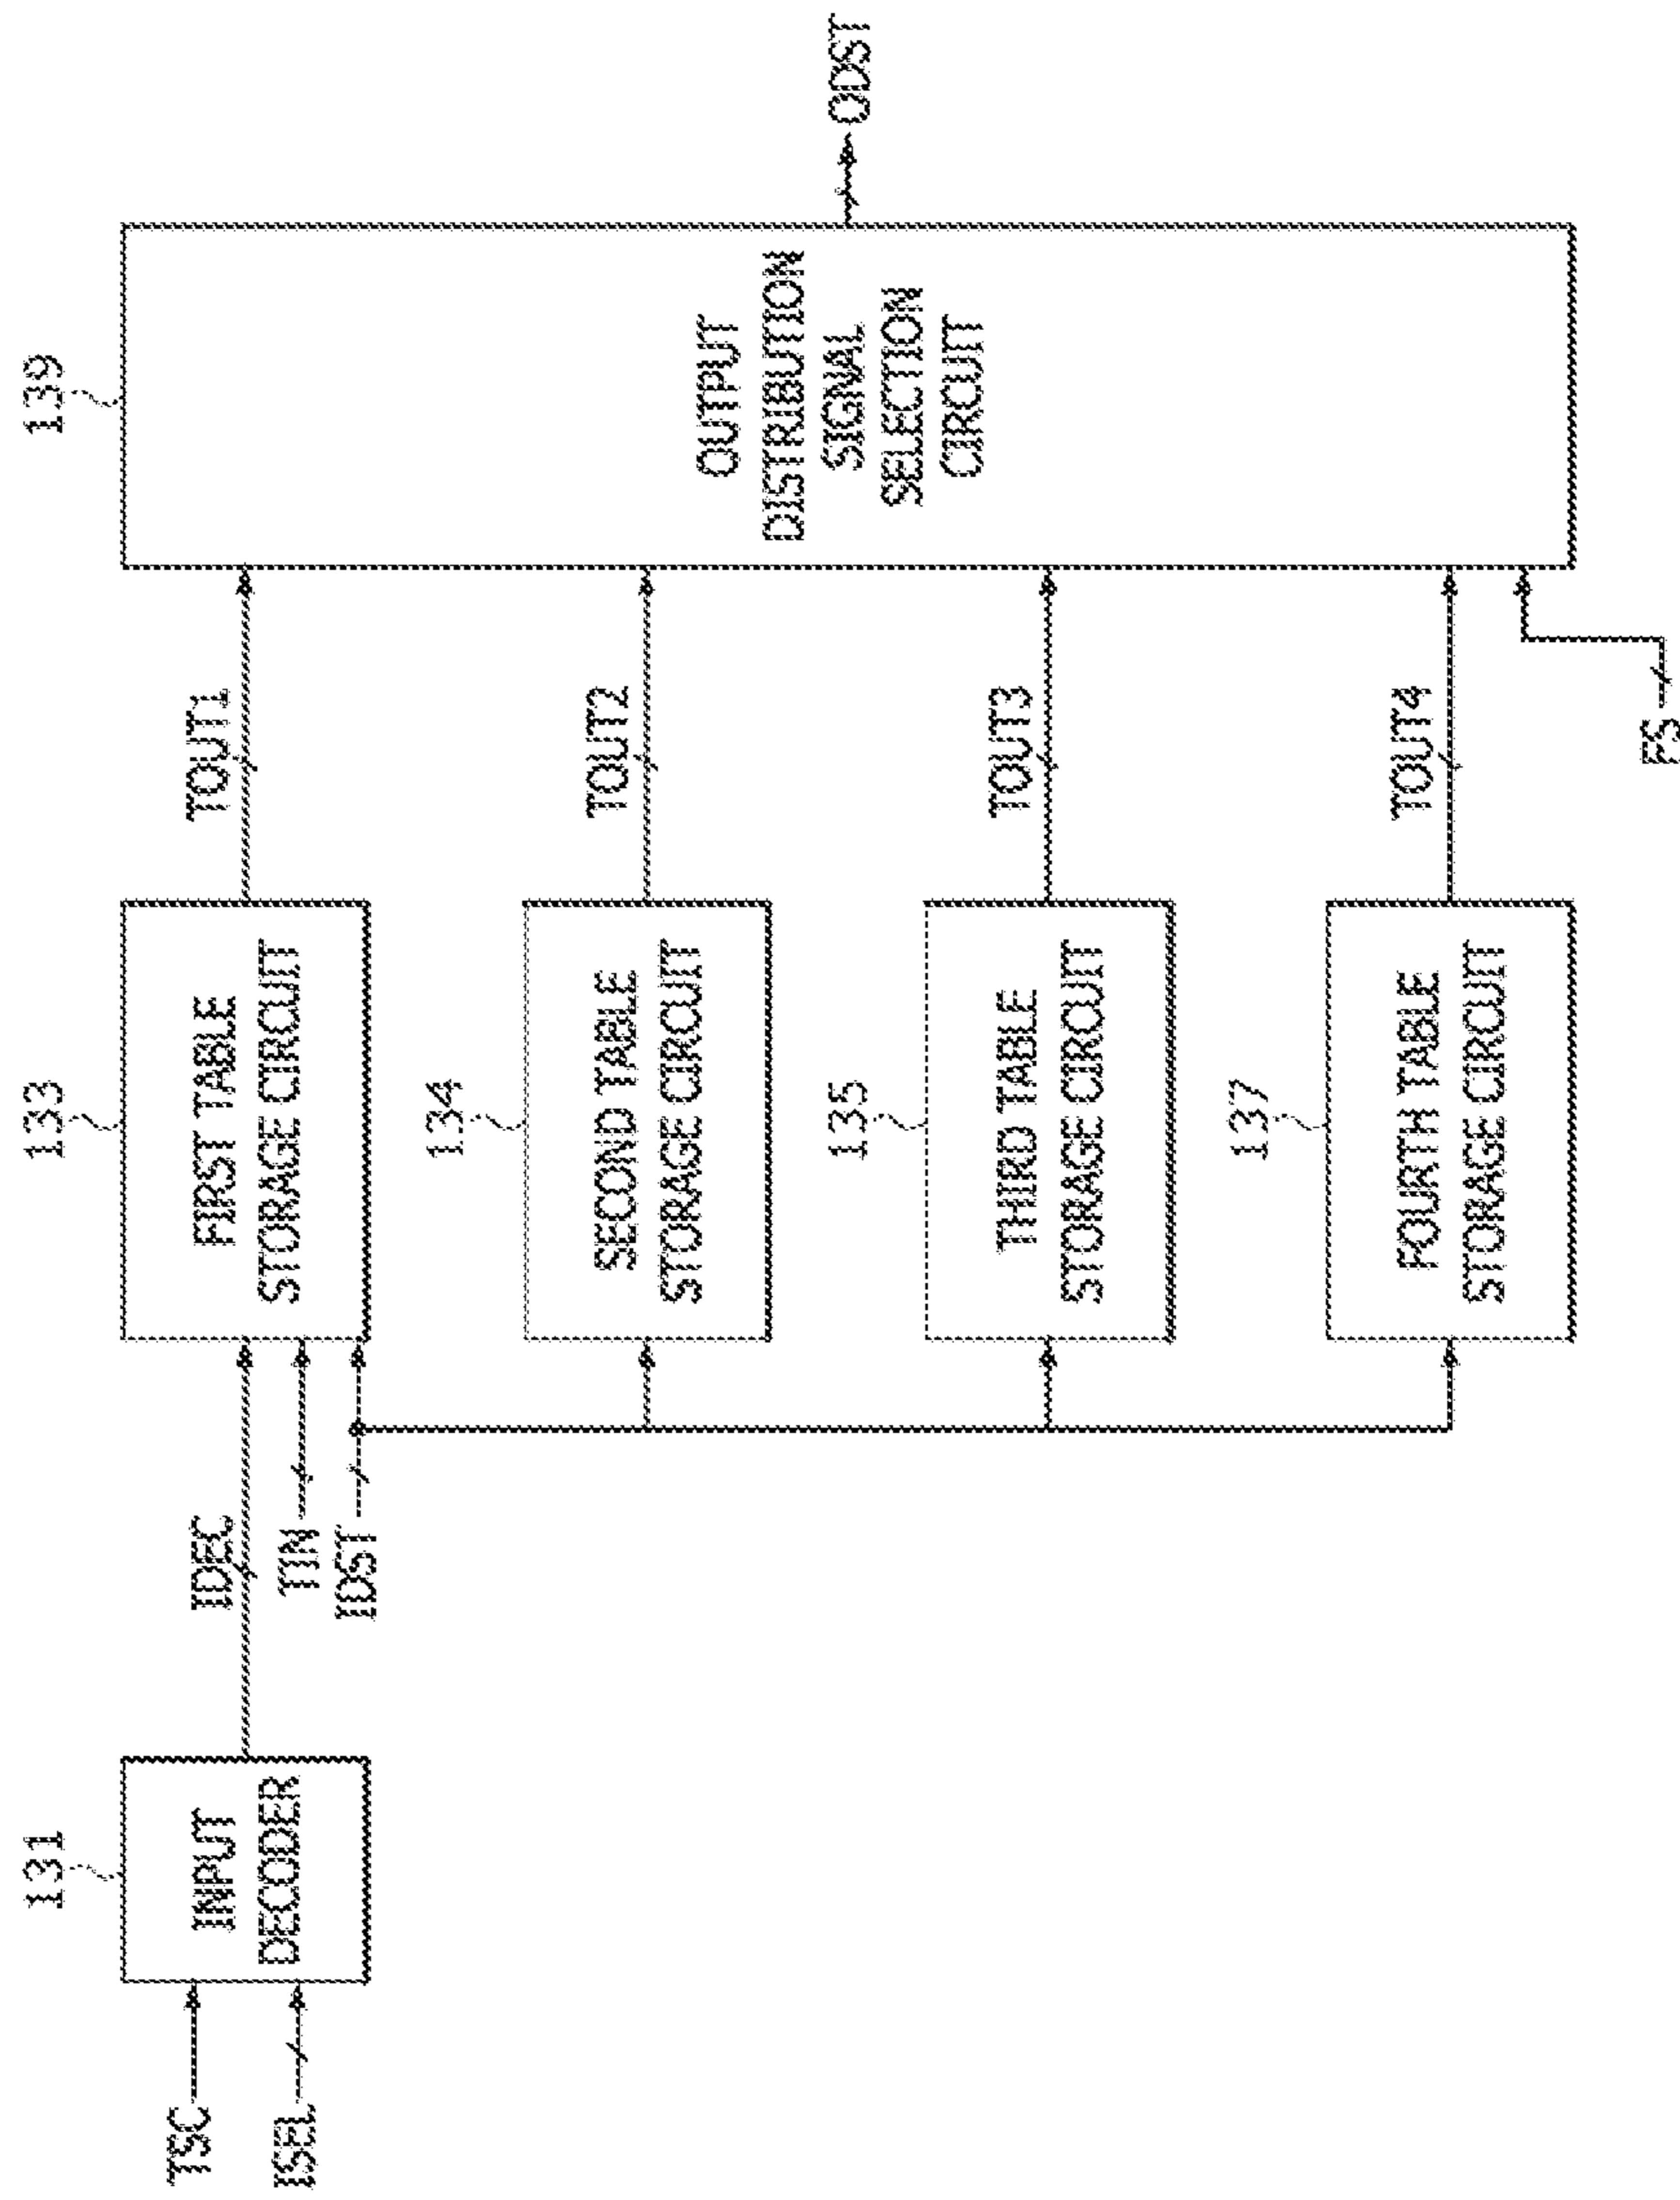 131
INPUT
DECODER
TSC
ISEL
IDEC
TIN
IDST
133
FIRST TABLE
STORAGE CIRCUIT
TOUT1
134
SECOND TABLE
STORAGE CIRCUIT
TOUT2
135
THIRD TABLE
STORAGE CIRCUIT
TOUT3
137
FOURTH TABLE
STORAGE CIRCUIT
TOUT4
FS
139
OUTPUT
DISTRIBUTION
SIGNAL
SELECTION
CIRCUIT
ODST